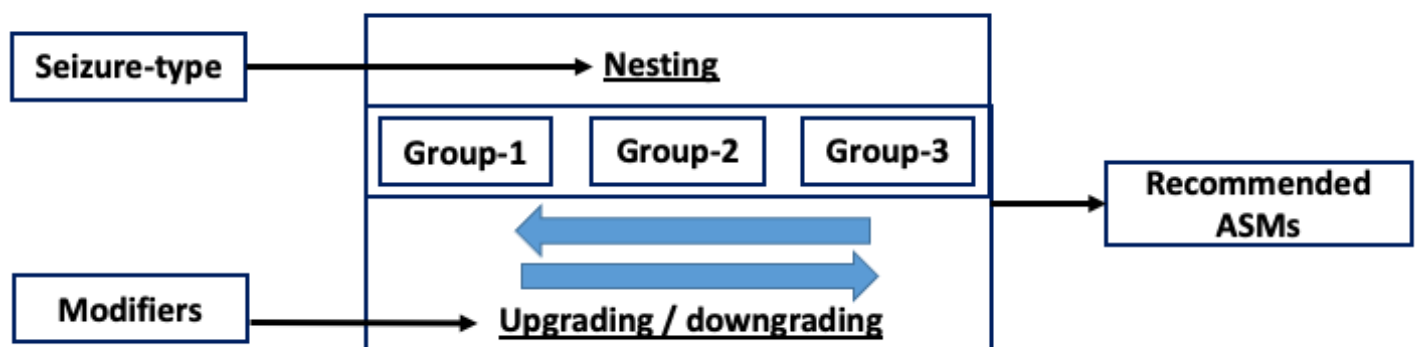 Seizure-type
Nesting
Group-1
Group-2
Group-3
Recommended
ASMs
Modifiers
Upgrading / downgrading